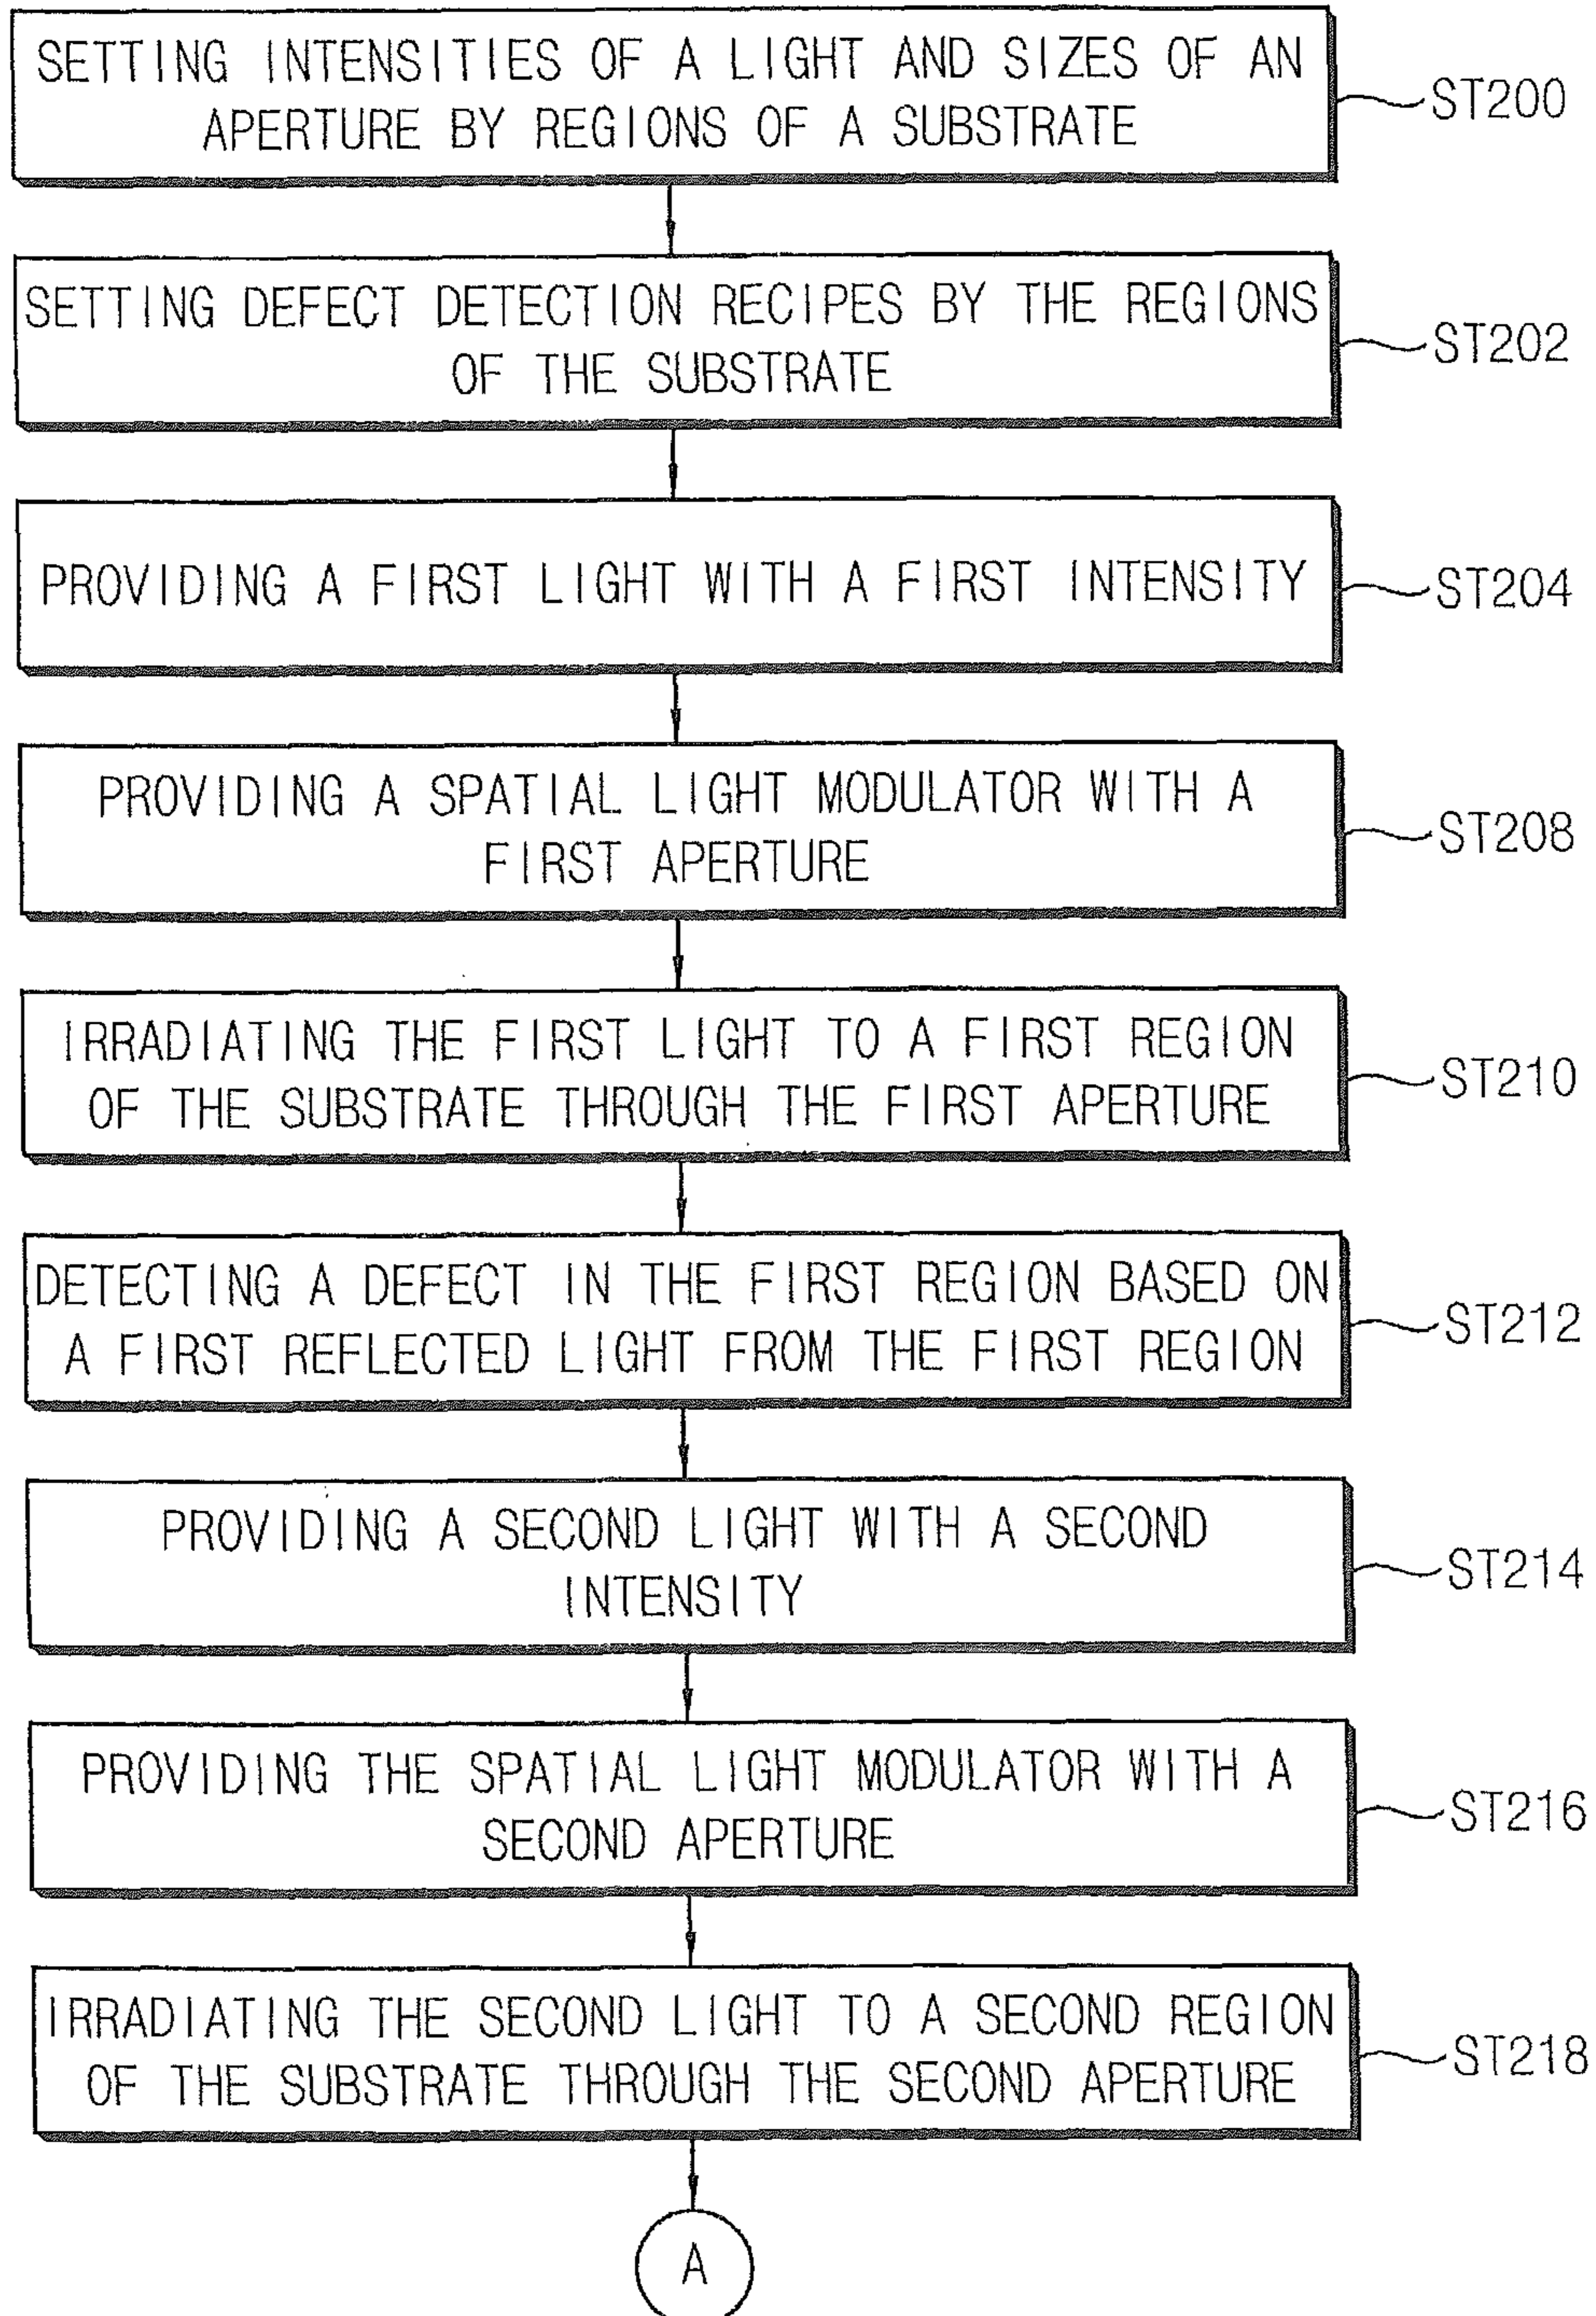 SETTING INTENSITIES OF A LIGHT AND SIZES OF AN
APERTURE BY REGIONS OF A SUBSTRATE
ST200
SETTING DEFECT DETECTION RECIPES BY THE REGIONS
OF THE SUBSTRATE
ST202
PROVIDING A FIRST LIGHT WITH A FIRST INTENSITY
ST204
PROVIDING A SPATIAL LIGHT MODULATOR WITH A
FIRST APERTURE
ST208
IRRADIATING THE FIRST LIGHT TO A FIRST REGION
OF THE SUBSTRATE THROUGH THE FIRST APERTURE
ST210
DETECTING A DEFECT IN THE FIRST REGION BASED ON
A FIRST REFLECTED LIGHT FROM THE FIRST REGION
ST212
PROVIDING A SECOND LIGHT WITH A SECOND
INTENSITY
ST214
PROVIDING THE SPATIAL LIGHT MODULATOR WITH A
SECOND APERTURE
ST216
IRRADIATING THE SECOND LIGHT TO A SECOND REGION
OF THE SUBSTRATE THROUGH THE SECOND APERTURE
ST218
A